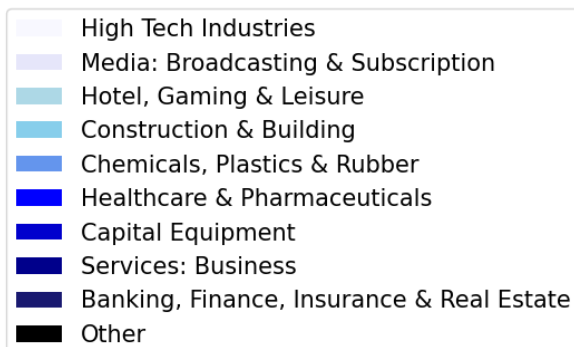 High Tech Industries
Media: Broadcasting & Subscription
Hotel, Gaming & Leisure
Construction & Building
Chemicals, Plastics & Rubber
Healthcare & Pharmaceuticals
Capital Equipment
Services: Business
Banking, Finance, Insurance & Real Estate
Other